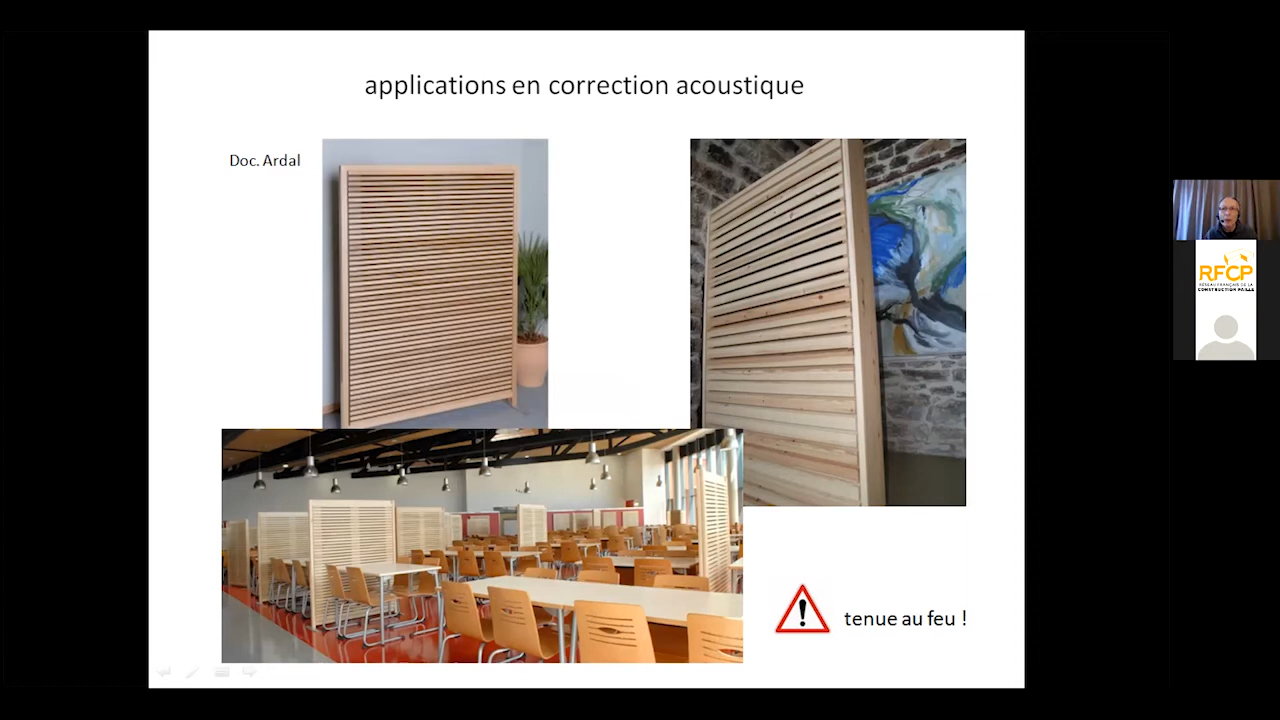 applications en correction acoustique
Doc. Ardal
tenue au feu !
RFCP
RÉSEAU FRANÇAIS DE LA
CONSTRUCTION PAILLE